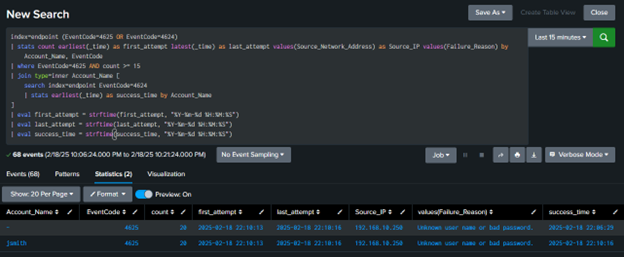 New Search
Save As
Create Table View
Close
index=endpoint (EventCode=4625 OR EventCode=4624)
| stats count earliest(_time) as first_attempt latest(_time) as last_attempt values(Source_Network_Address) as Source_IP values(Failure_Reason) by
Account_Name, EventCode
| where EventCode=4625 AND count >= 15
| join type=inner Account_Name [
search index=endpoint EventCode=4624
| stats earliest(_time) as success_time by Account_Name
]
| eval first_attempt = strftime(first_attempt, "%Y-%m-%d %H:%M:%S")
| eval last_attempt = strftime(last_attempt, "%Y-%m-%d %H:%M:%S")
| eval success_time = strftime(success_time, "%Y-%m-%d %H:%M:%S")
Last 15 minutes
68 events (2/18/25 10:06:24.000 PM to 2/18/25 10:21:24.000 PM)
No Event Sampling
Job
Verbose Mode
Events (68)
Patterns
Statistics (2)
Visualization
Show: 20 Per Page
Format
Preview: On
Account_Name EventCode count first_attempt last_attempt Source_IP values(Failure_Reason) success_time
- 4625 20 2025-02-18 22:10:13 2025-02-18 22:10:16 192.168.10.250 Unknown user name or bad password. 2025-02-18 22:06:29
jsmith 4625 20 2025-02-18 22:10:13 2025-02-18 22:10:16 192.168.10.250 Unknown user name or bad password. 2025-02-18 22:10:16